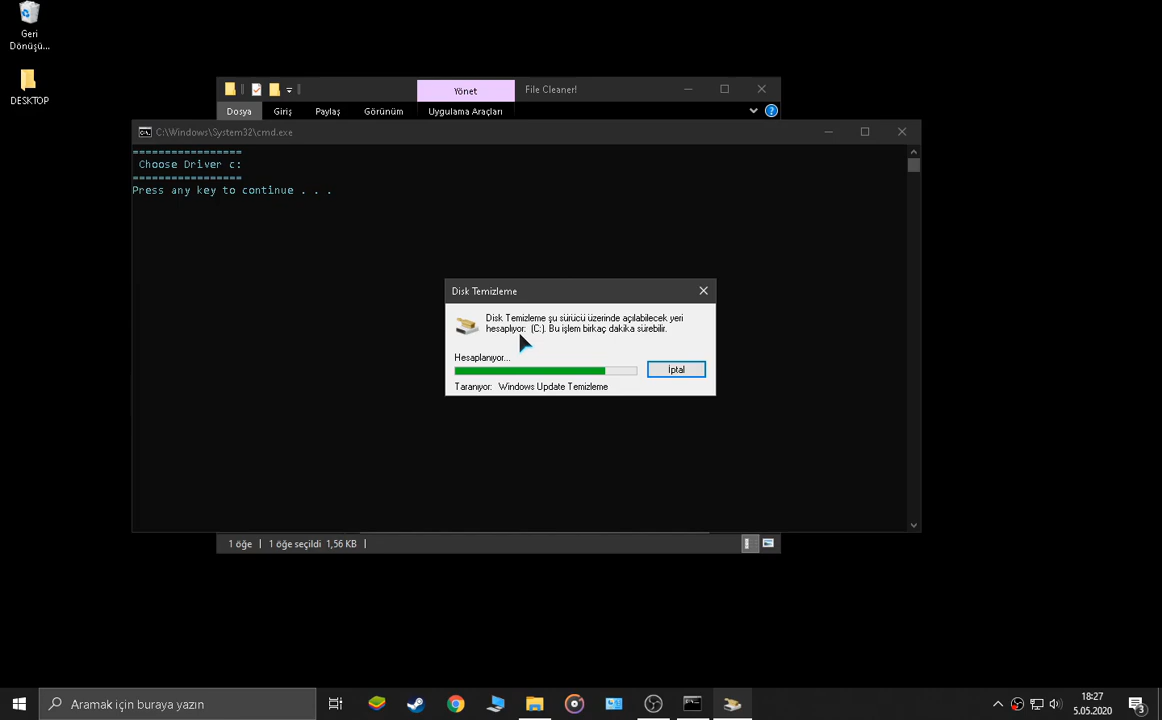 Geri
Dönüşü...
DESKTOP
Yönet
File Cleaner!
Dosya
Giriş
Paylaş
Görünüm
Uygulama Araçları
C:\Windows\System32\cmd.exe
=================
Choose Driver c:
=================
Press any key to continue . . .
Disk Temizleme
Disk Temizleme şu sürücü üzerinde açılabilecek yeri
hesaplıyor: (C:). Bu işlem birkaç dakika sürebilir.
Hesaplanıyor...
İptal
Taranıyor: Windows Update Temizleme
1 öğe
1 öğe seçildi 1,56 KB
Aramak için buraya yazın
18:27
5.05.2020
3